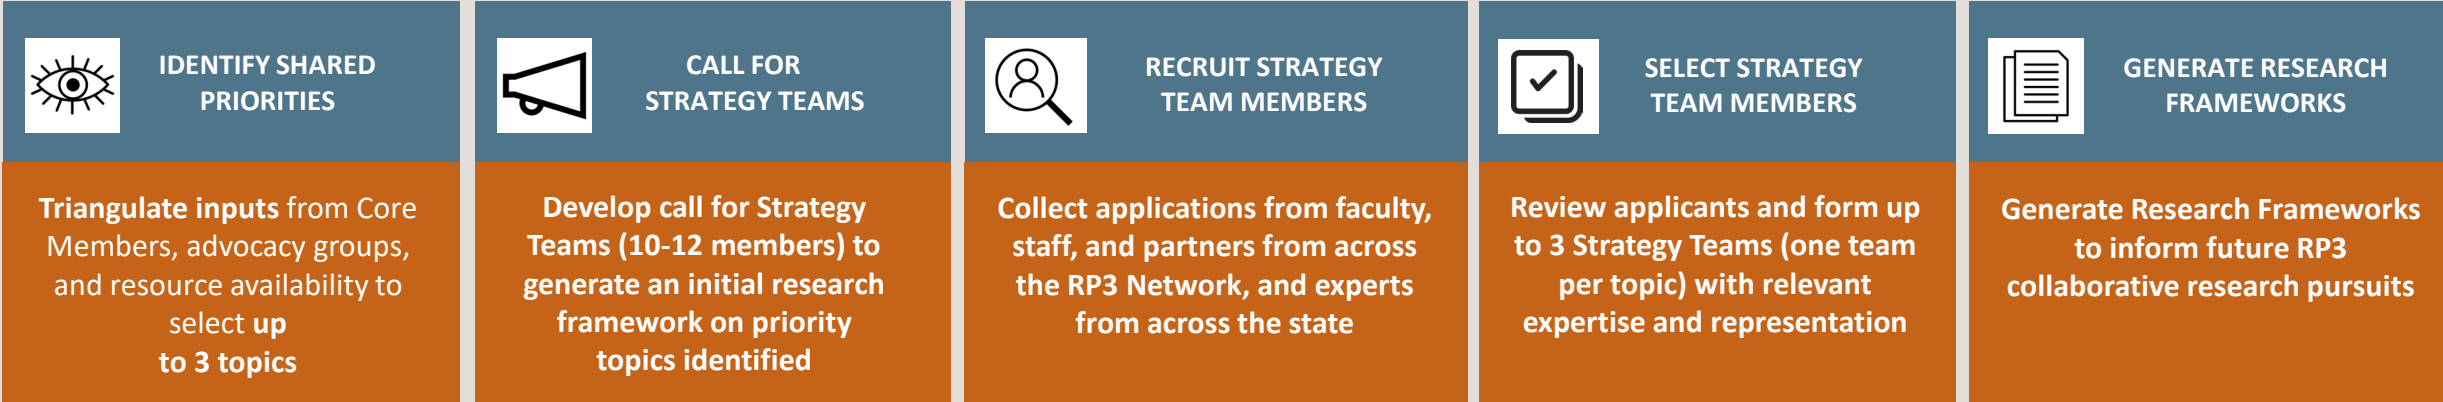 IDENTIFY SHARED
PRIORITIES
Triangulate inputs from Core
Members, advocacy groups,
and resource availability to
select up
to 3 topics
CALL FOR
STRATEGY TEAMS
Develop call for Strategy
Teams (10-12 members) to
generate an initial research
framework on priority
topics identified
RECRUIT STRATEGY
TEAM MEMBERS
Collect applications from faculty,
staff, and partners from across
the RP3 Network, and experts
from across the state
SELECT STRATEGY
TEAM MEMBERS
Review applicants and form up
to 3 Strategy Teams (one team
per topic) with relevant
expertise and representation
GENERATE RESEARCH
FRAMEWORKS
Generate Research Frameworks
to inform future RP3
collaborative research pursuits